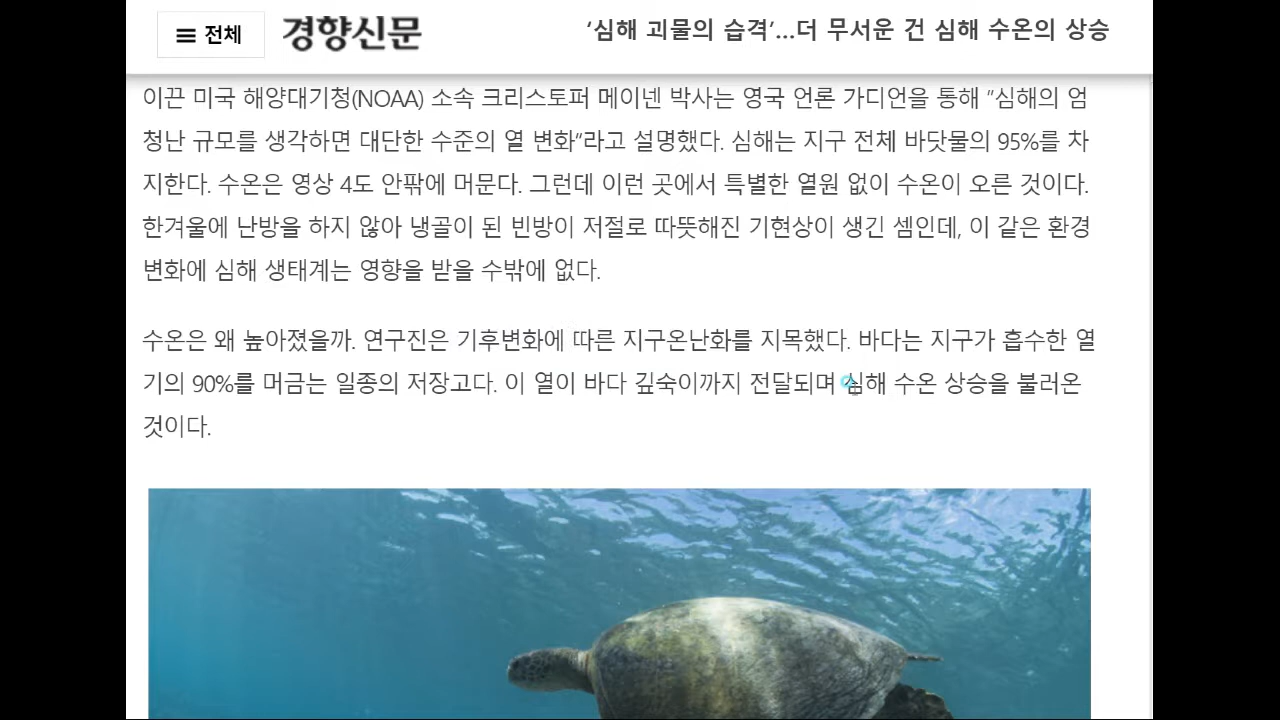 전체
경향신문
‘심해 괴물의 습격’…더 무서운 건 심해 수온의 상승
이끈 미국 해양대기청(NOAA) 소속 크리스토퍼 메이넨 박사는 영국 언론 가디언을 통해 “심해의 엄
청난 규모를 생각하면 대단한 수준의 열 변화”라고 설명했다. 심해는 지구 전체 바닷물의 95%를 차
지한다. 수온은 영상 4도 안팎에 머문다. 그런데 이런 곳에서 특별한 열원 없이 수온이 오른 것이다.
한겨울에 난방을 하지 않아 냉골이 된 빈방이 저절로 따뜻해진 기현상이 생긴 셈인데, 이 같은 환경
변화에 심해 생태계는 영향을 받을 수밖에 없다.
수온은 왜 높아졌을까. 연구진은 기후변화에 따른 지구온난화를 지목했다. 바다는 지구가 흡수한 열
기의 90%를 머금는 일종의 저장고다. 이 열이 바다 깊숙이까지 전달되며 심해 수온 상승을 불러온
것이다.